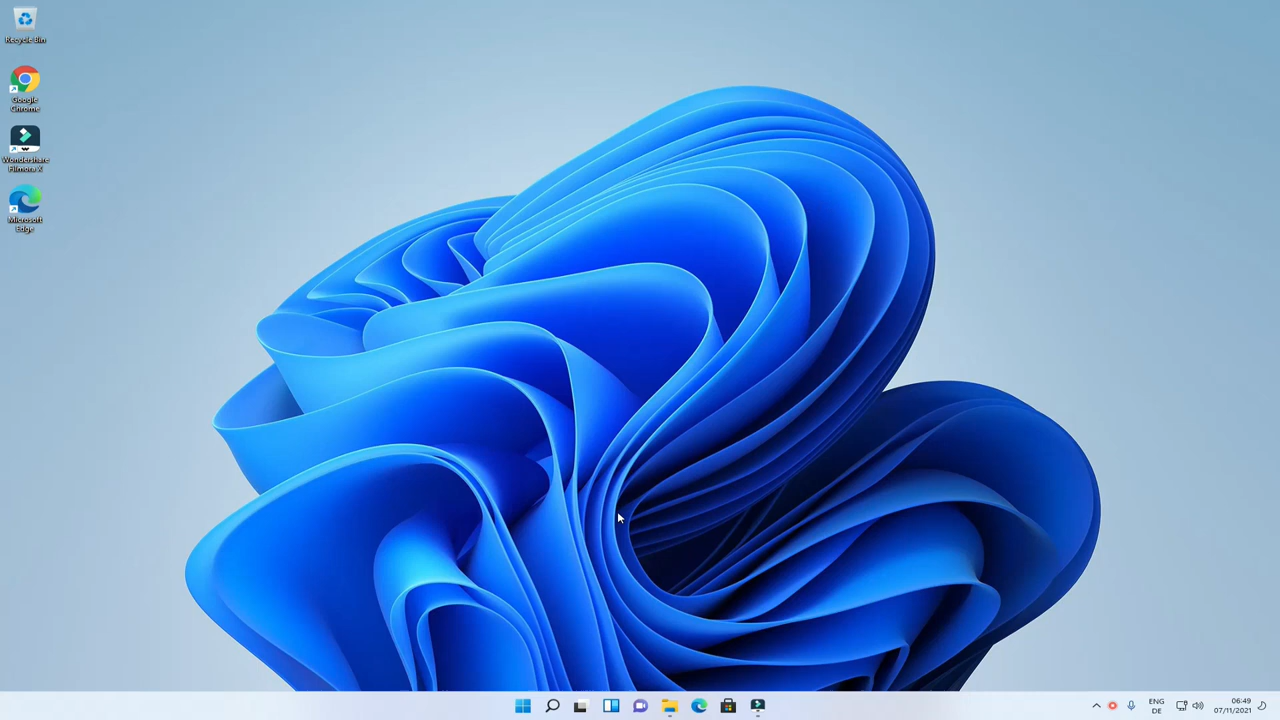 Recycle Bin
Google
Chrome
Wondershare
Filmora X
Microsoft
Edge
ENG
DE
06:49
07/11/2021